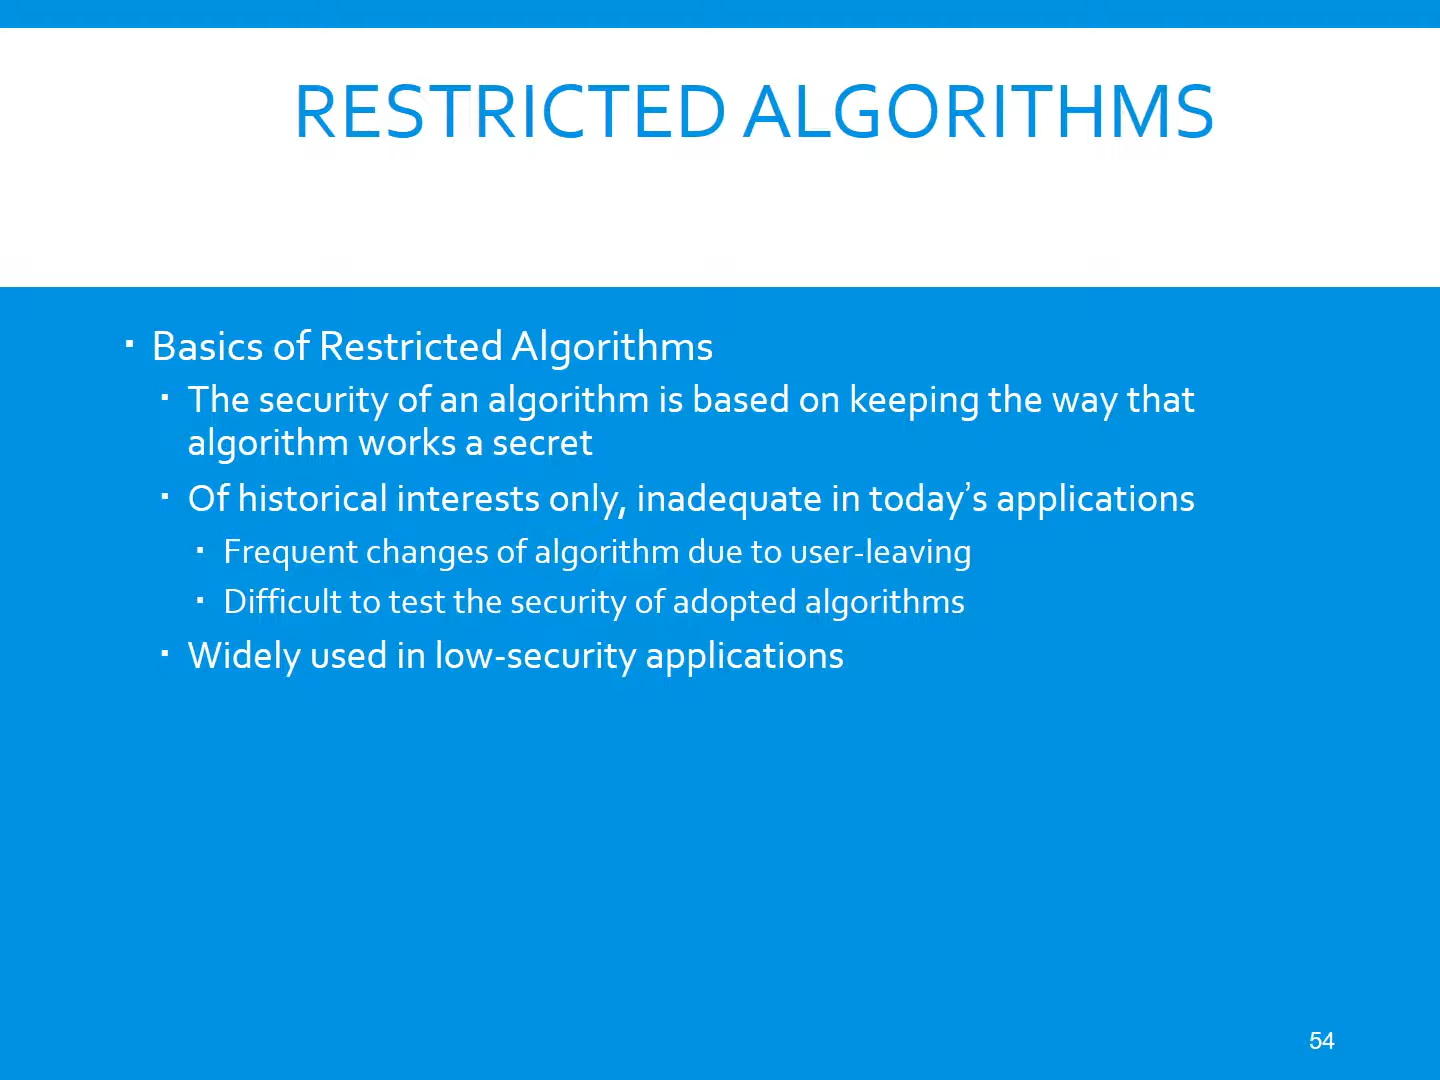 RESTRICTED ALGORITHMS
▪ Basics of Restricted Algorithms
▪ The security of an algorithm is based on keeping the way that
algorithm works a secret
▪ Of historical interests only, inadequate in today’s applications
▪ Frequent changes of algorithm due to user-leaving
▪ Difficult to test the security of adopted algorithms
▪ Widely used in low-security applications
54